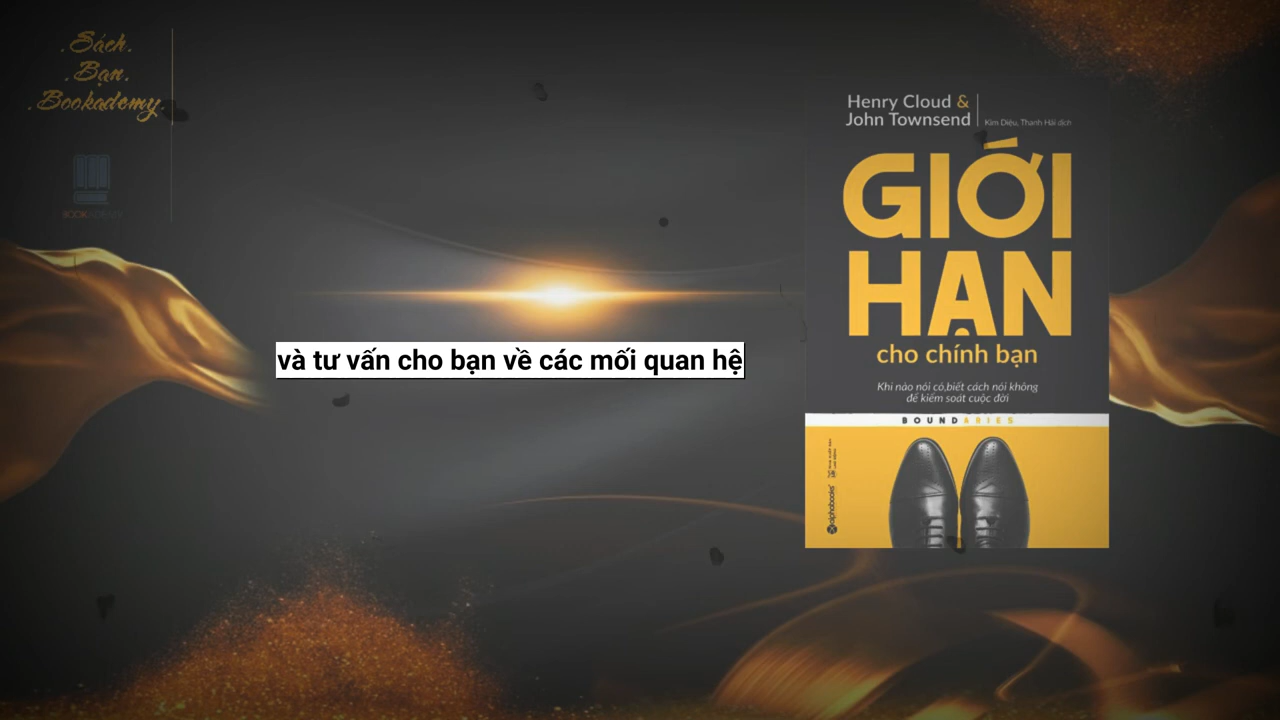 .Sách.
.Bạn.
.Bookademy.
và tư vấn cho bạn về các mối quan hệ
Henry Cloud &
John Townsend
Kim Diệu, Thanh Hải dịch
GIỚI
HẠN
cho chính bạn
Khi nào nói có,biết cách nói không
để kiểm soát cuộc đời
BOUNDARIES
alphabooks